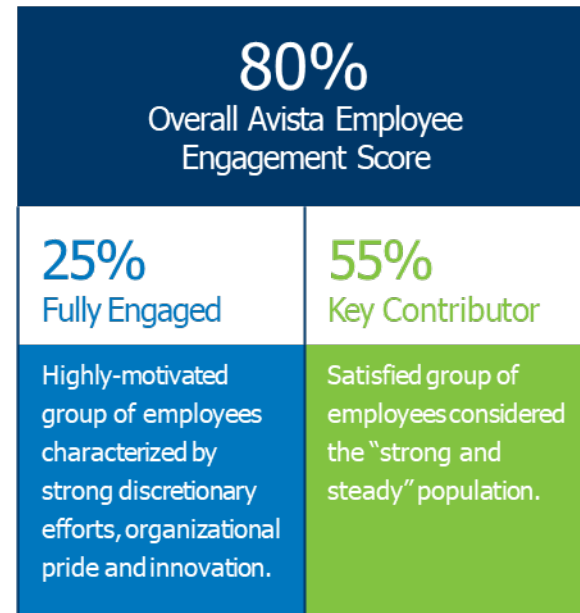 80%
Overall Avista Employee
Engagement Score
25%
Fully Engaged
55%
Key Contributor
Highly-motivated
group of employees
characterized by
strong discretionary
efforts, organizational
pride and innovation.
Satisfied group of
employees considered
the “strong and
steady” population.